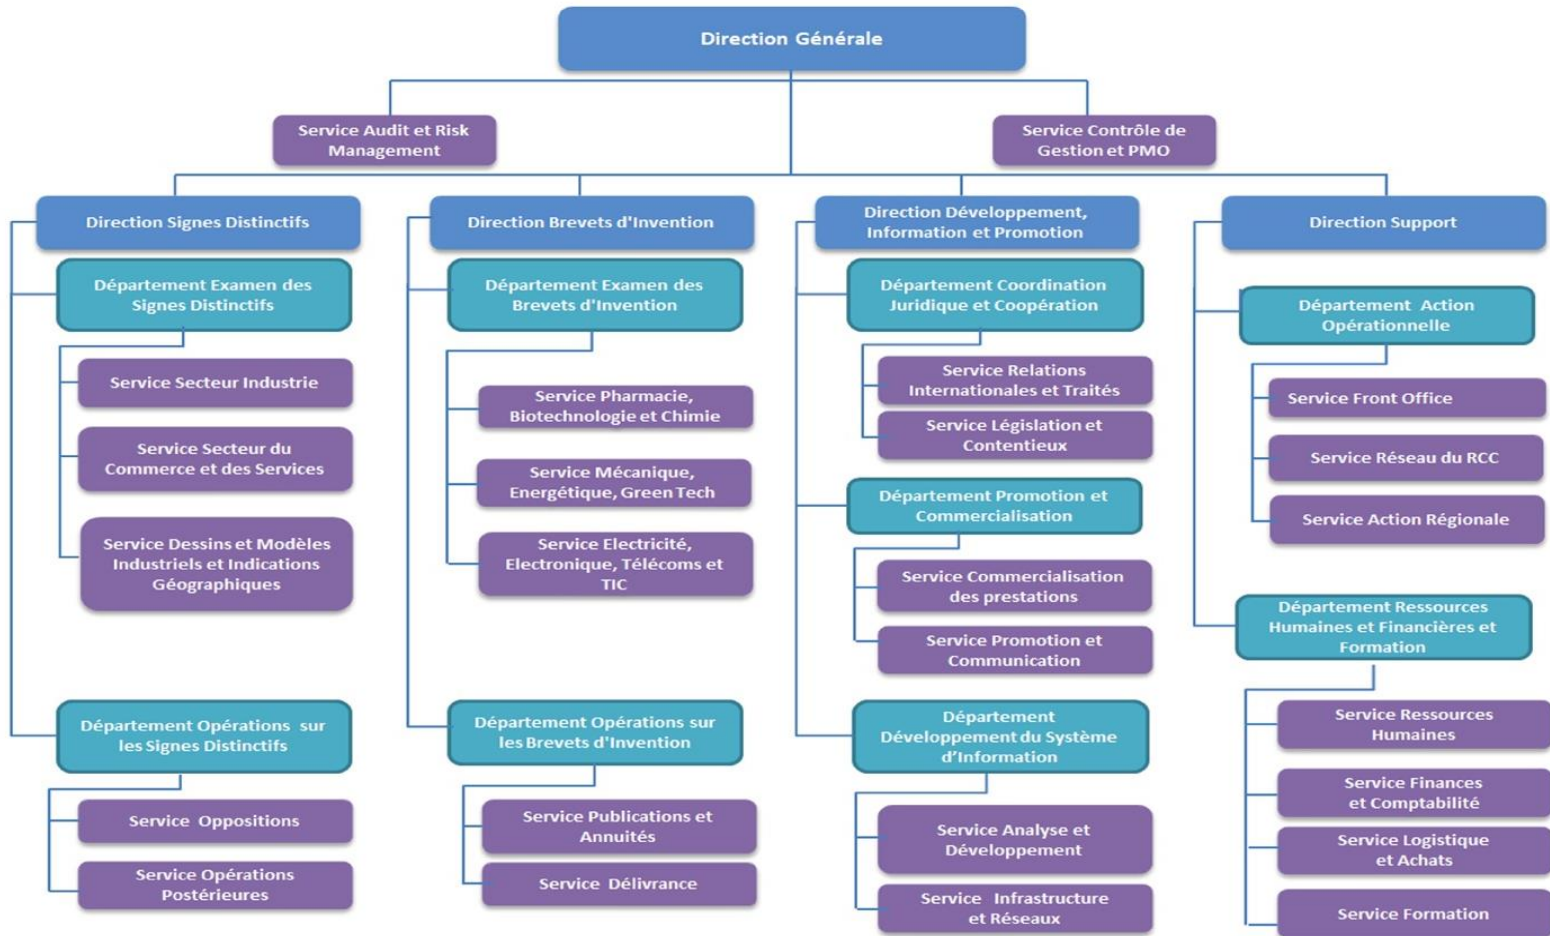 Direction Générale
Service Audit et Risk
Management
Service Contrôle de
Gestion et PMO
Direction Signes Distinctifs
Département Examen des
Signes Distinctifs
Service Secteur Industrie
Service Secteur du
Commerce et des Services
Service Dessins et Modèles
Industriels et Indications
Géographiques
Département Opérations sur
les Signes Distinctifs
Service Oppositions
Service Opérations
Postérieures
Direction Brevets d'Invention
Département Examen des
Brevets d'Invention
Service Pharmacie,
Biotechnologie et Chimie
Service Mécanique,
Energétique, Green Tech
Service Electricité,
Electronique, Télécoms et
TIC
Département Opérations sur
les Brevets d'Invention
Service Publications et
Annuités
Service Délivrance
Direction Développement,
Information et Promotion
Département Coordination
Juridique et Coopération
Service Relations
Internationales et Traités
Service Législation et
Contentieux
Département Promotion et
Commercialisation
Service Commercialisation
des prestations
Service Promotion et
Communication
Département
Développement du Système
d’Information
Service Analyse et
Développement
Service Infrastructure
et Réseaux
Direction Support
Département Action
Opérationnelle
Service Front Office
Service Réseau du RCC
Service Action Régionale
Département Ressources
Humaines et Financières et
Formation
Service Ressources
Humaines
Service Finances
et Comptabilité
Service Logistique
et Achats
Service Formation